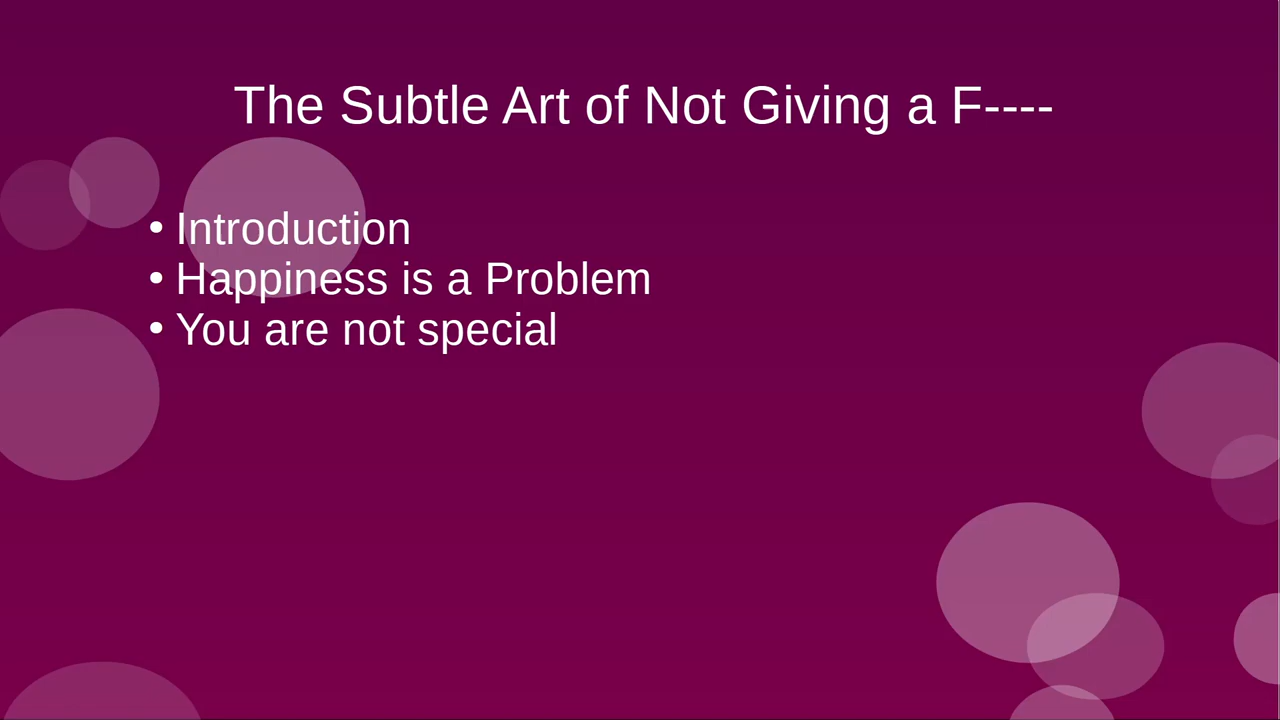 The Subtle Art of Not Giving a F----
• Introduction
• Happiness is a Problem
• You are not special